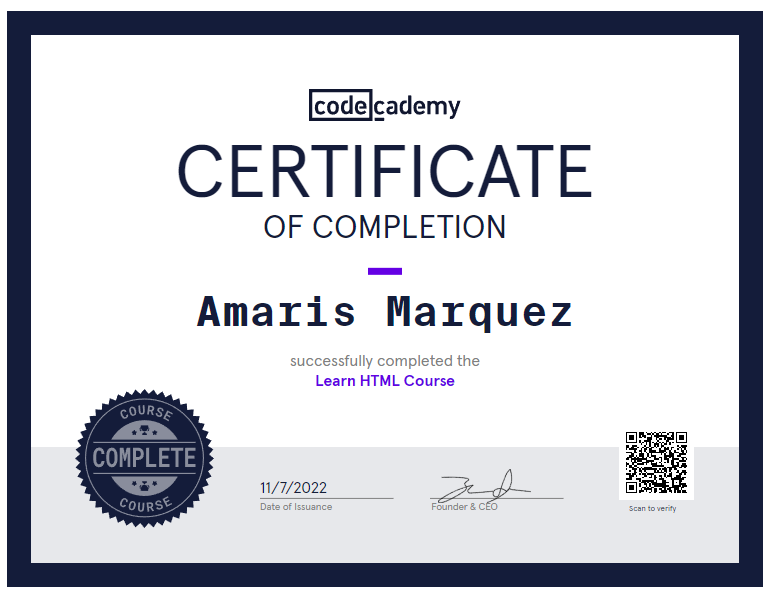 codecademy
CERTIFICATE
OF COMPLETION
Amaris Marquez
successfully completed the
Learn HTML Course
COURSE
COMPLETE
COURSE
11/7/2022
Date of Issuance
Founder & CEO
Scan to verify